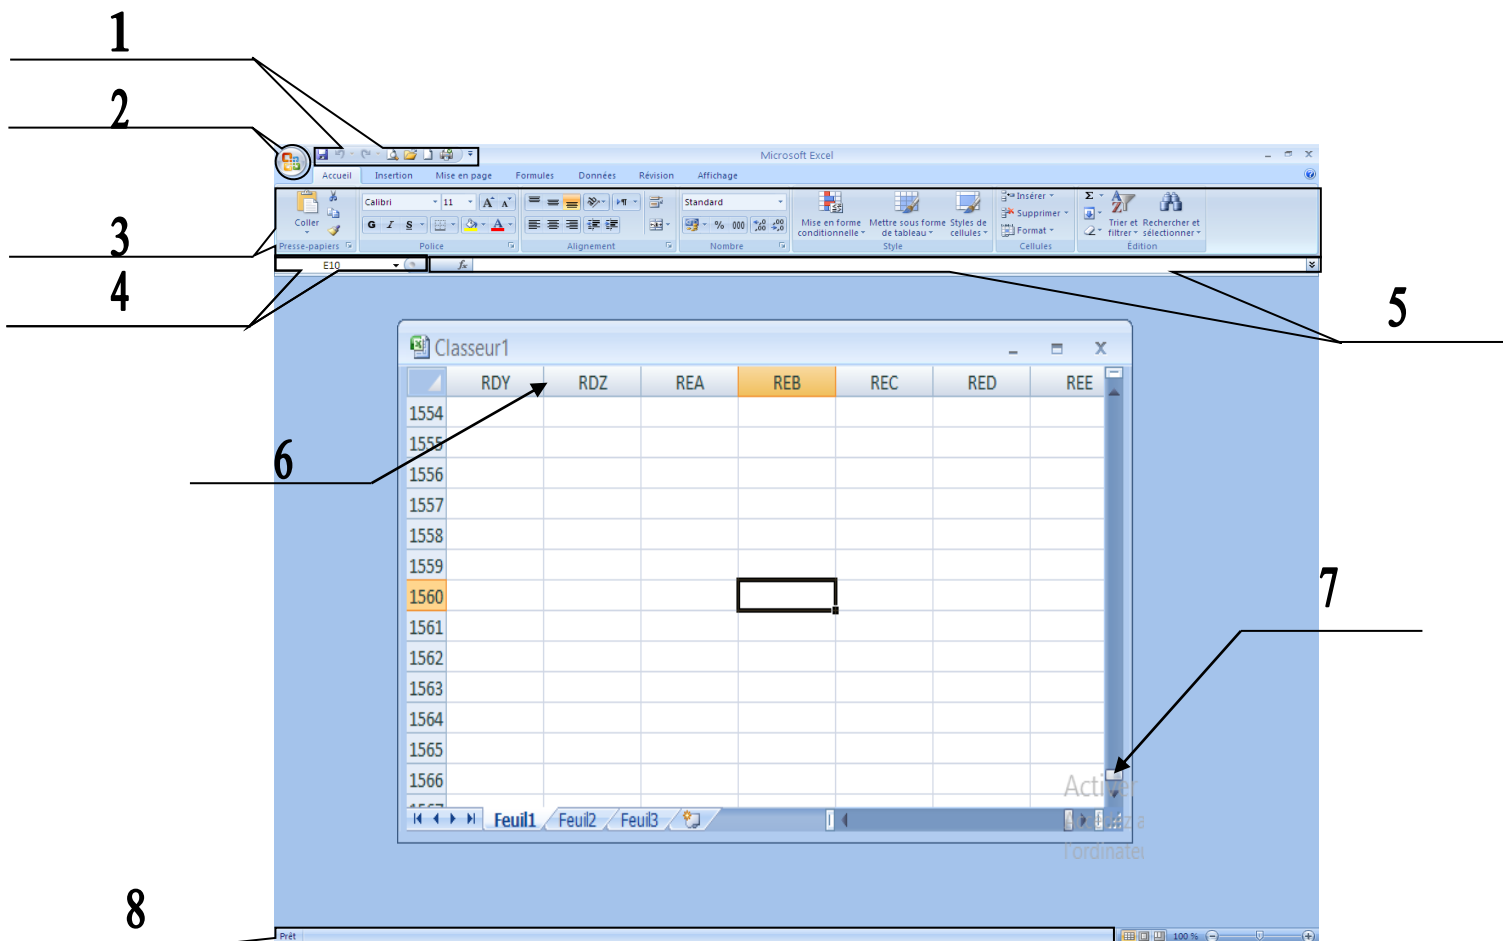 1
2
Microsoft Excel
Accueil Insertion Mise en page Formules Données Révision Affichage
Coller
Calibri 11
G I S A
Standard
% 000
Mise en forme conditionnelle
Mettre sous forme de tableau
Styles de cellules
Insérer
Supprimer
Format
Σ
Trier et filtrer
Rechercher et sélectionner
Presse-papiers Police Alignement Nombre Style Cellules Édition
3
E10 fx
4
5
Classeur1
RDY RDZ REA REB REC RED REE
1554
1555
6
1556
1557
1558
1559
1560
7
1561
1562
1563
1564
1565
1566
1567
Activer
Feuil1 Feuil2 Feuil3
l'ordinateu
8
Prêt 100 %